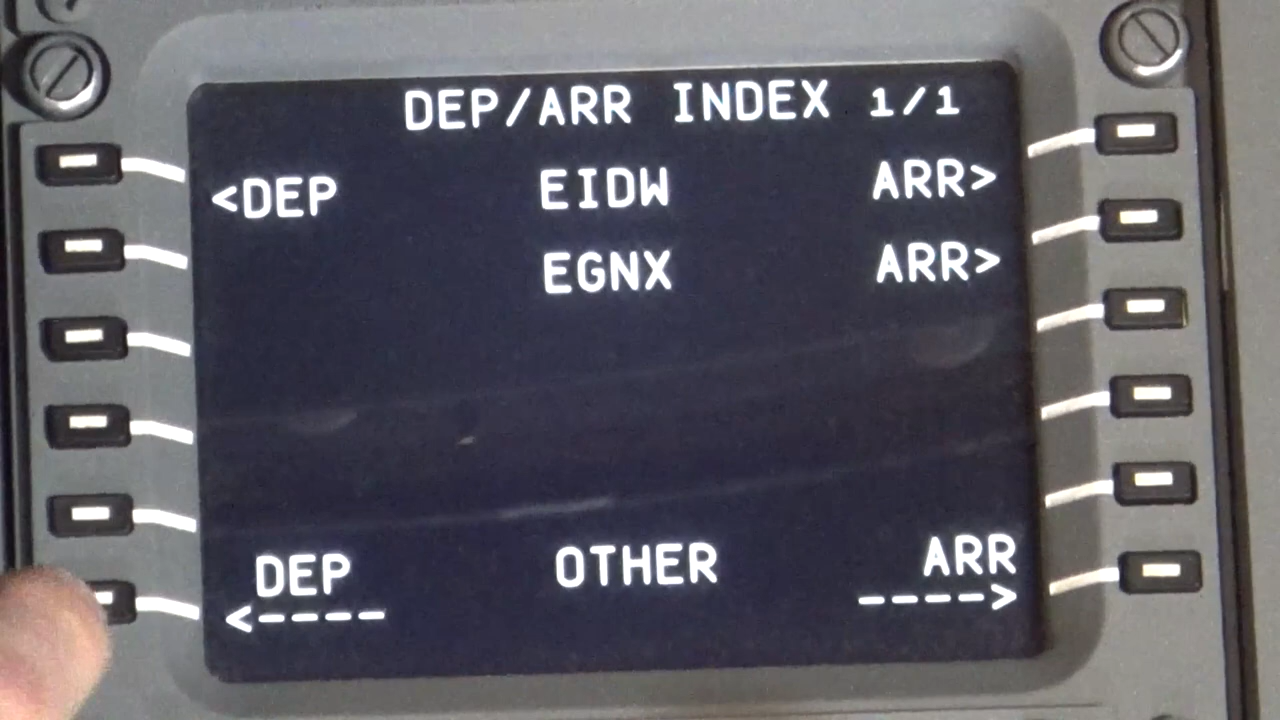 DEP/ARR INDEX 1/1
<DEP EIDW ARR>
EGNX ARR>
DEP OTHER ARR
<---- ---->